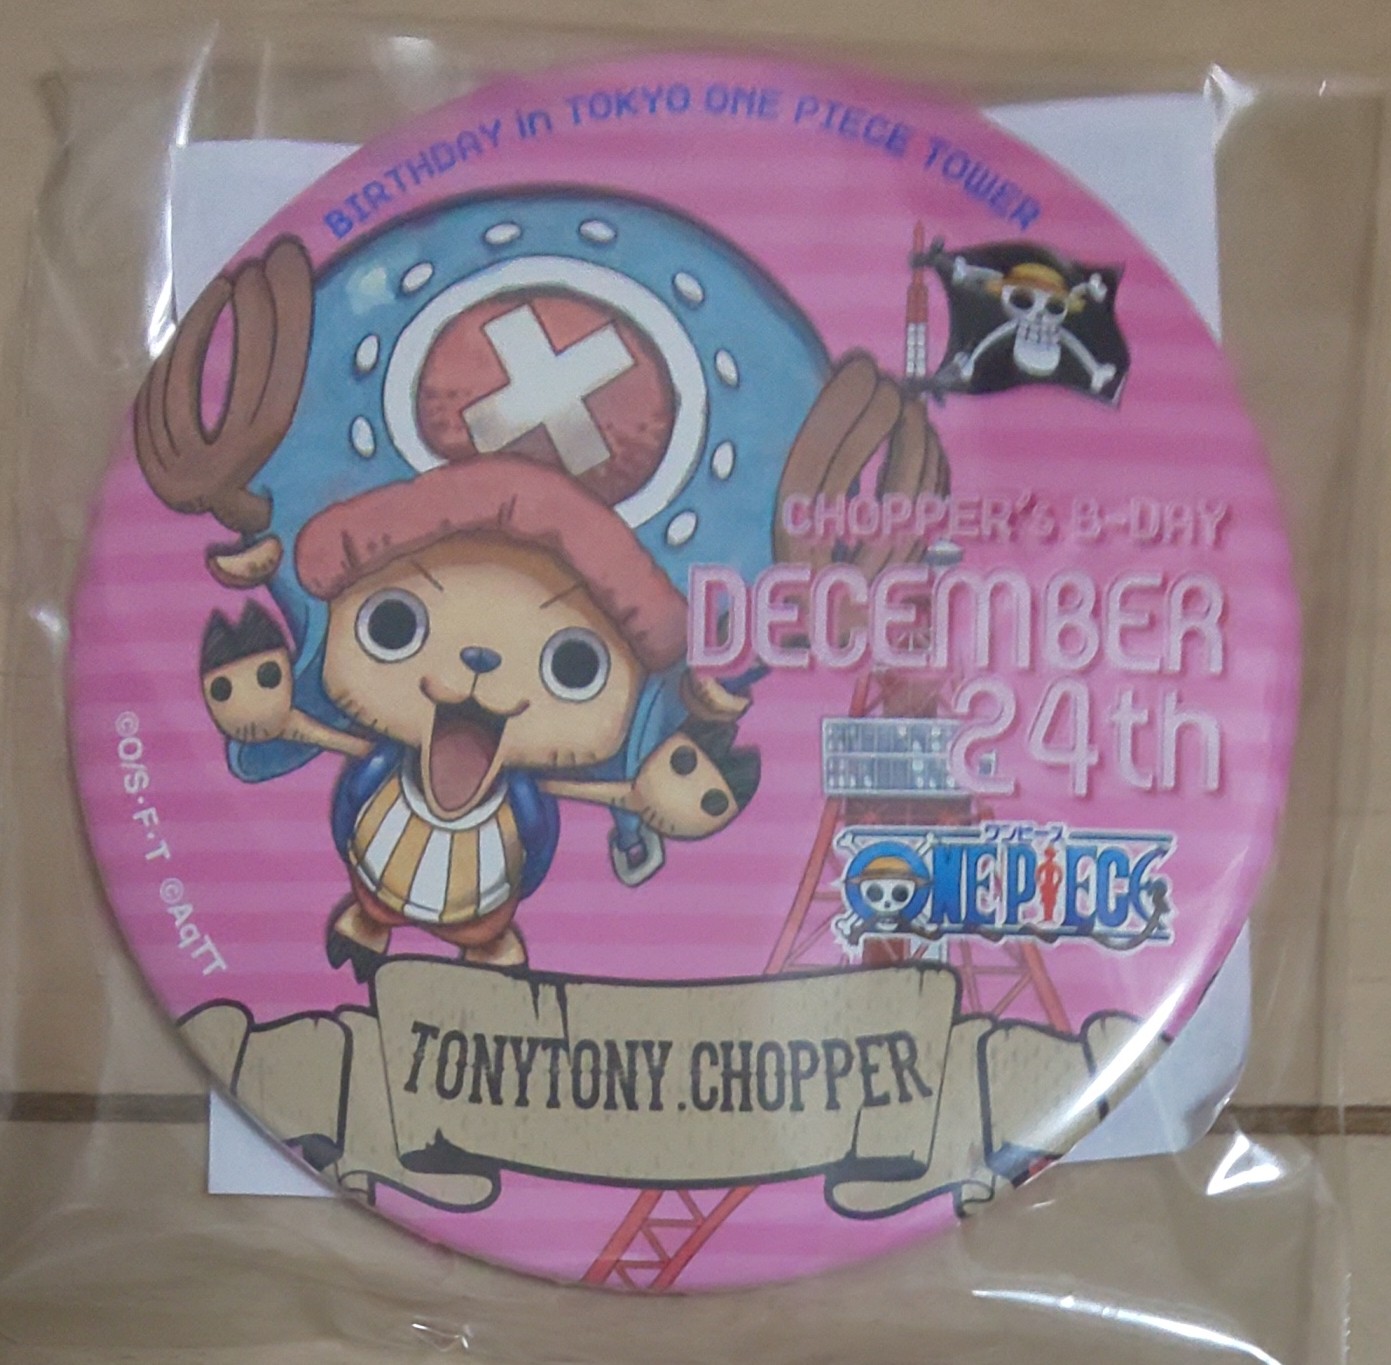 BIRTHDAY in TOKYO ONE PIECE TOWER
CHOPPER's B-DAY
DECEMBER
24th
ワンピース
ONE PIECE
©O/S・F・T ©AqTT
TONYTONY.CHOPPER